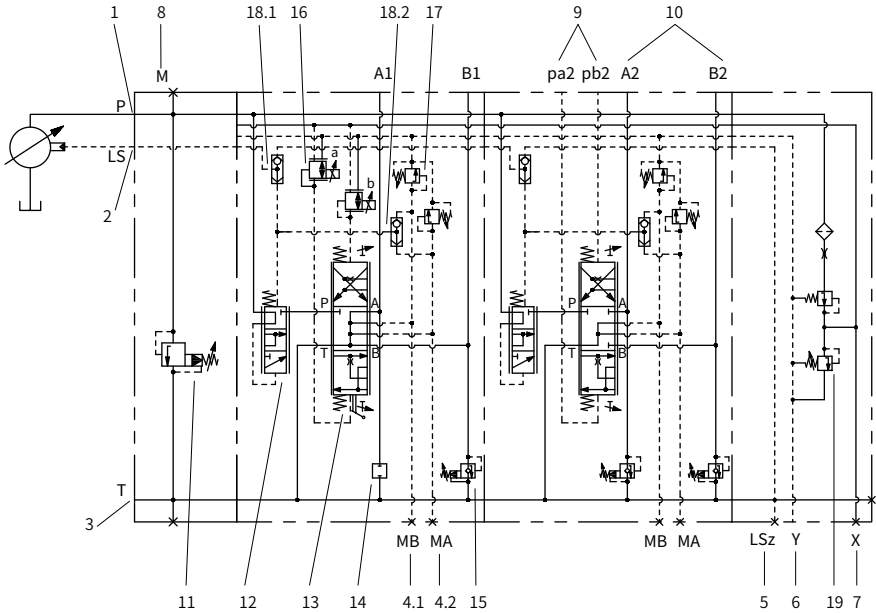 1 8 18.1 16 18.2 17 9 10
M A1 B1 pa2 pb2 A2 B2
P
LS
a
b
2
P A P A
T B T B
T
3
MB MA MB MA LSz Y X
11 12 13 14 4.1 4.2 15 5 6 19 7